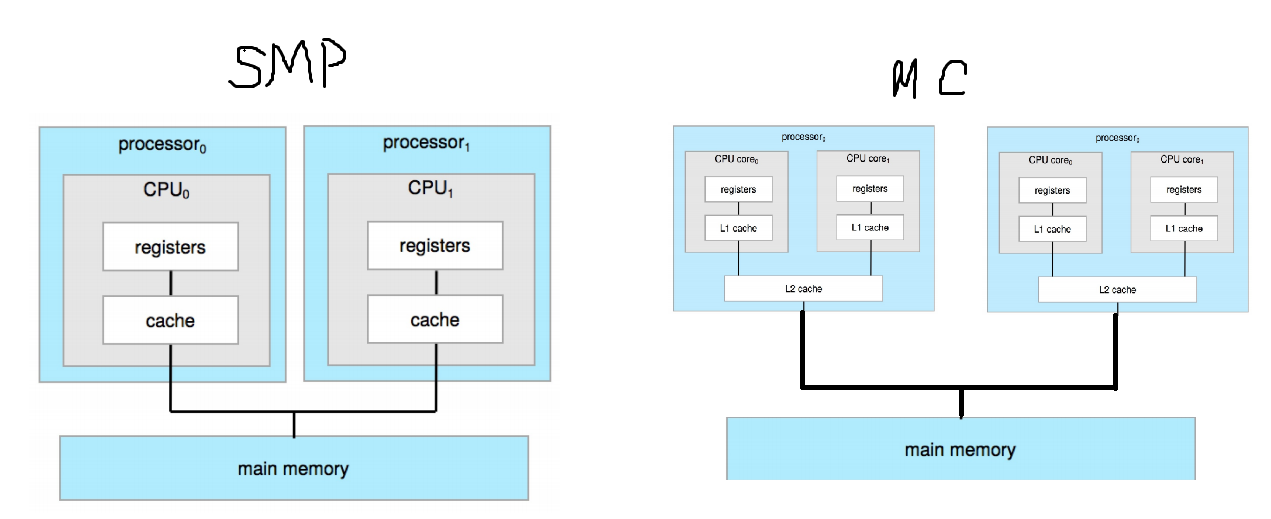 SMP
processor₀
CPU₀
registers
cache
processor₁
CPU₁
registers
cache
main memory
MC
processor₀
CPU core₀
registers
L1 cache
CPU core₁
registers
L1 cache
L2 cache
processor₀
CPU core₀
registers
L1 cache
CPU core₁
registers
L1 cache
L2 cache
main memory